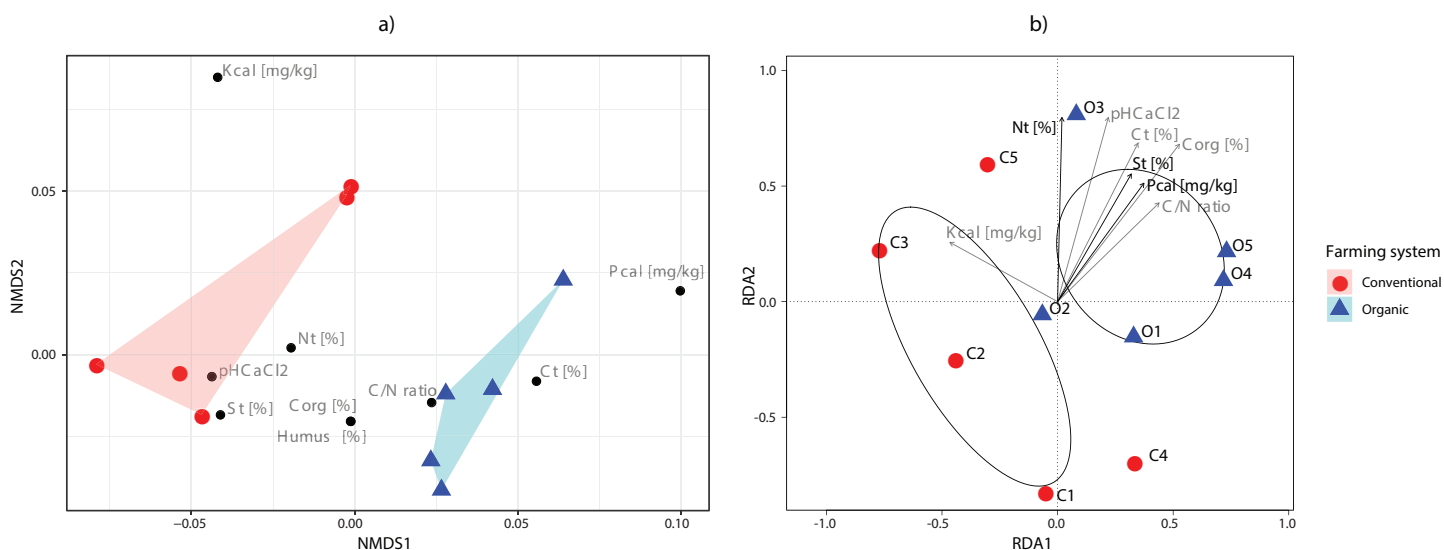 a)
Kcal [mg/kg]
Pcal [mg/kg]
Nt [%]
pHCaCl2
Ct [%]
C/N ratio
St [%]
Corg [%]
Humus [%]
0.05
0.00
NMDS2
−0.05
0.00
0.05
0.10
NMDS1
b)
1.0
0.5
0.0
-0.5
RDA2
O3
Nt [%]
pHCaCl2
Ct [%]
Corg [%]
C5
St [%]
Pcal [mg/kg]
C/N ratio
C3
Kcal [mg/kg]
O5
O4
O2
O1
C2
C4
C1
-1.0
-0.5
0.0
0.5
1.0
RDA1
Farming system
Conventional
Organic